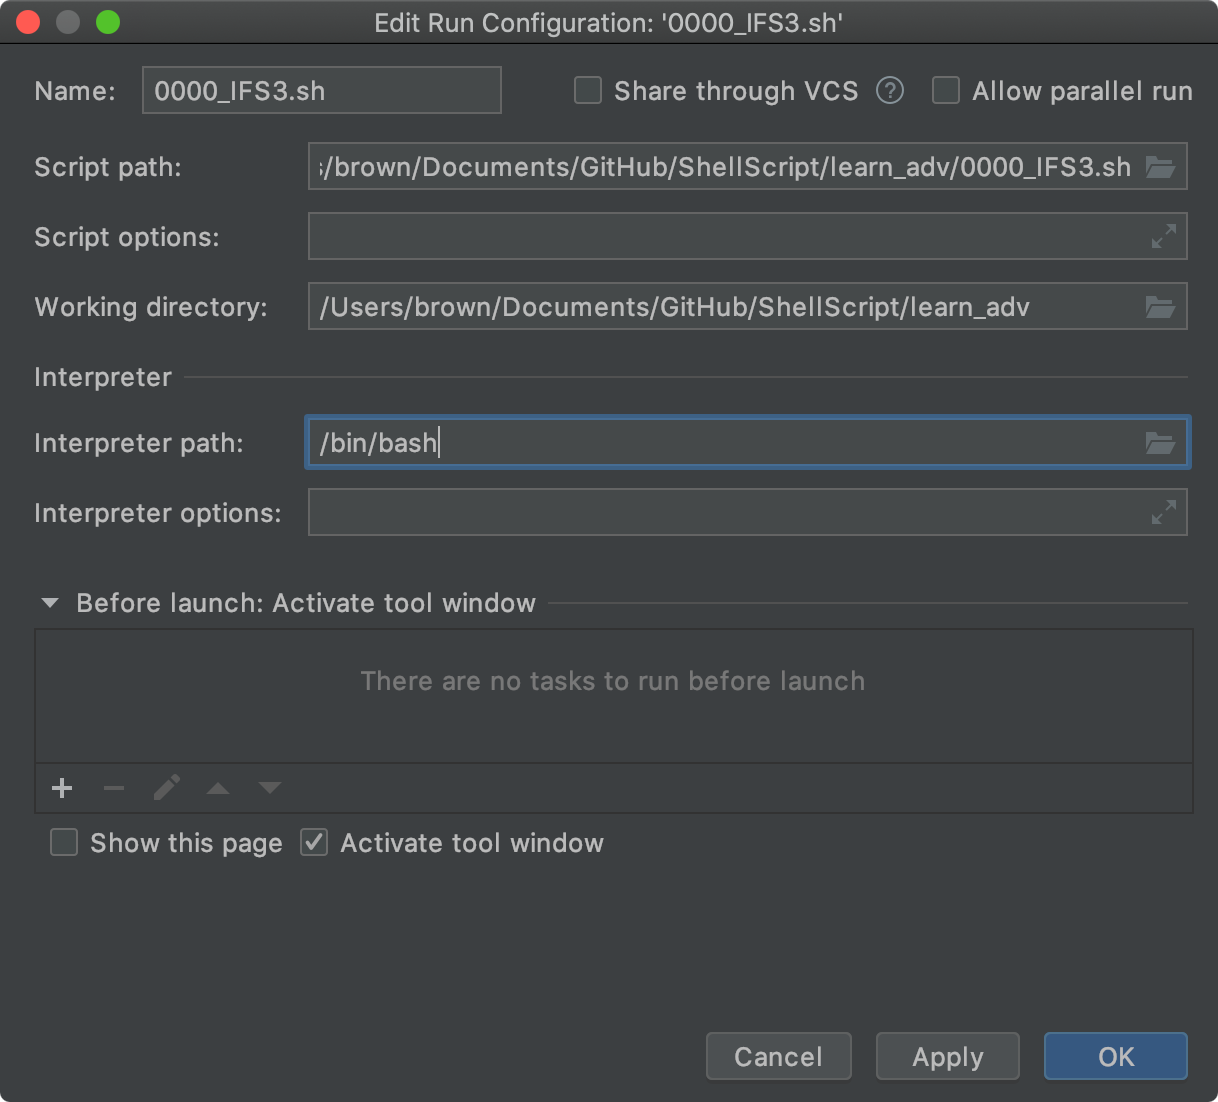 Edit Run Configuration: '0000_IFS3.sh'
Name: 0000_IFS3.sh Share through VCS ? Allow parallel run
Script path: s/brown/Documents/GitHub/ShellScript/learn_adv/0000_IFS3.sh
Script options:
Working directory: /Users/brown/Documents/GitHub/ShellScript/learn_adv
Interpreter
Interpreter path: /bin/bash
Interpreter options:
Before launch: Activate tool window
There are no tasks to run before launch
Show this page Activate tool window
Cancel Apply OK